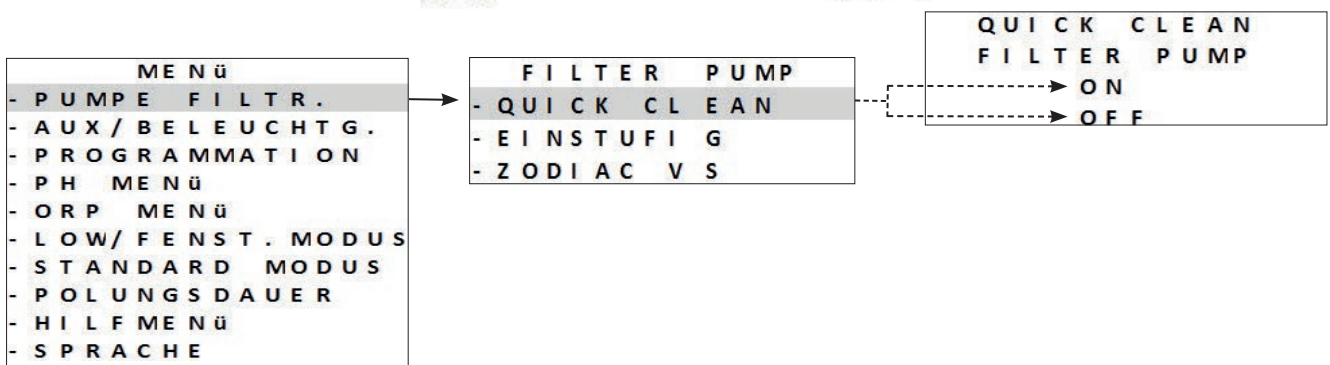 MENü
- PUMPE FILTR.
- AUX/BELEUCHTG.
- PROGRAMMATION
- PH MENü
- ORP MENü
- LOW/FENST.MODUS
- STANDARD MODUS
- POLUNGSDAUER
- HILFMENü
- SPRACHE
FILTER PUMP
- QUICK CLEAN
- EINSTUFIG
- ZODIAC VS
QUICK CLEAN
FILTER PUMP
ON
OFF